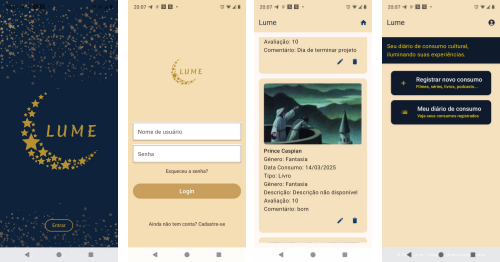 LUME
Entrar
20:07
LUME
Nome de usuário
Senha
Esqueceu a senha?
Login
Ainda não tem conta? Cadastre-se
20:07
Lume
Avaliação: 10
Comentário: Dia de terminar projeto
Prince Caspian
Gênero: Fantasia
Data Consumo: 14/03/2025
Tipo: Livro
Gênero: Fantasia
Descrição: Descrição não disponível
Avaliação: 10
Comentário: bom
20:07
Lume
Seu diário de consumo cultural,
iluminando suas experiências.
Registrar novo consumo
Filmes, séries, livros, podcasts...
Meu diário de consumo
Veja seus consumos registrados